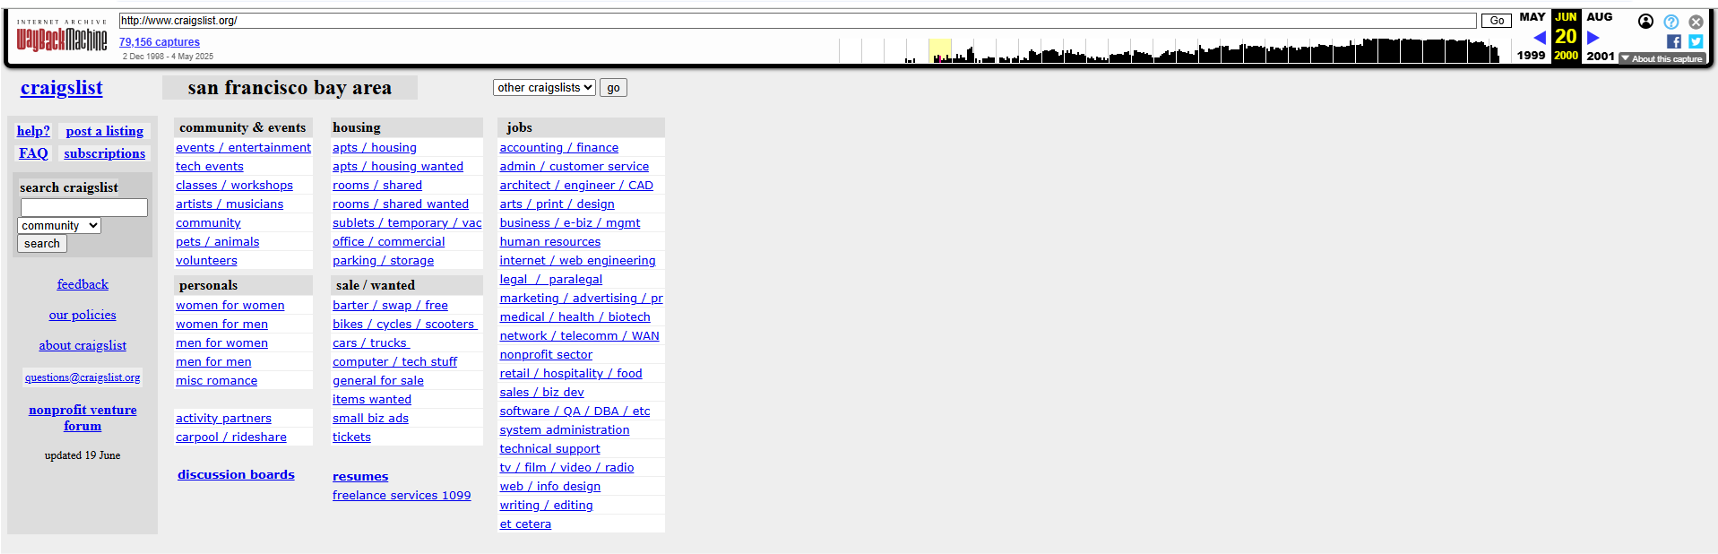 INTERNET ARCHIVE
WayBackMachine
http://www.craigslist.org/
Go
79,156 captures
2 Dec 1998 - 4 May 2025
MAY JUN AUG
20
1999 2000 2001
About this capture
craigslist
san francisco bay area
other craigslists
go
help? post a listing
FAQ subscriptions
search craigslist
community
search
feedback
our policies
about craigslist
questions@craigslist.org
nonprofit venture
forum
updated 19 June
community & events
events / entertainment
tech events
classes / workshops
artists / musicians
community
pets / animals
volunteers
personals
women for women
women for men
men for women
men for men
misc romance
activity partners
carpool / rideshare
discussion boards
housing
apts / housing
apts / housing wanted
rooms / shared
rooms / shared wanted
sublets / temporary / vac
office / commercial
parking / storage
sale / wanted
barter / swap / free
bikes / cycles / scooters
cars / trucks
computer / tech stuff
general for sale
items wanted
small biz ads
tickets
resumes
freelance services 1099
jobs
accounting / finance
admin / customer service
architect / engineer / CAD
arts / print / design
business / e-biz / mgmt
human resources
internet / web engineering
legal / paralegal
marketing / advertising / pr
medical / health / biotech
network / telecomm / WAN
nonprofit sector
retail / hospitality / food
sales / biz dev
software / QA / DBA / etc
system administration
technical support
tv / film / video / radio
web / info design
writing / editing
et cetera